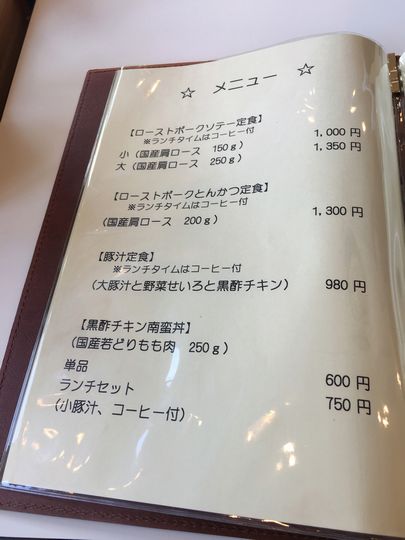 ☆ メニュー ☆
【ローストポークソテー定食】
※ランチタイムはコーヒー付
小（国産肩ロース 150ｇ） 1,000 円
大（国産肩ロース 250ｇ） 1,350 円
【ローストポークとんかつ定食】
※ランチタイムはコーヒー付
（国産肩ロース 200ｇ） 1,300 円
【豚汁定食】
※ランチタイムはコーヒー付
（大豚汁と野菜せいろと黒酢チキン） 980 円
【黒酢チキン南蛮丼】
（国産若どりもも肉 250ｇ）
単品 600 円
ランチセット 750 円
（小豚汁、コーヒー付）